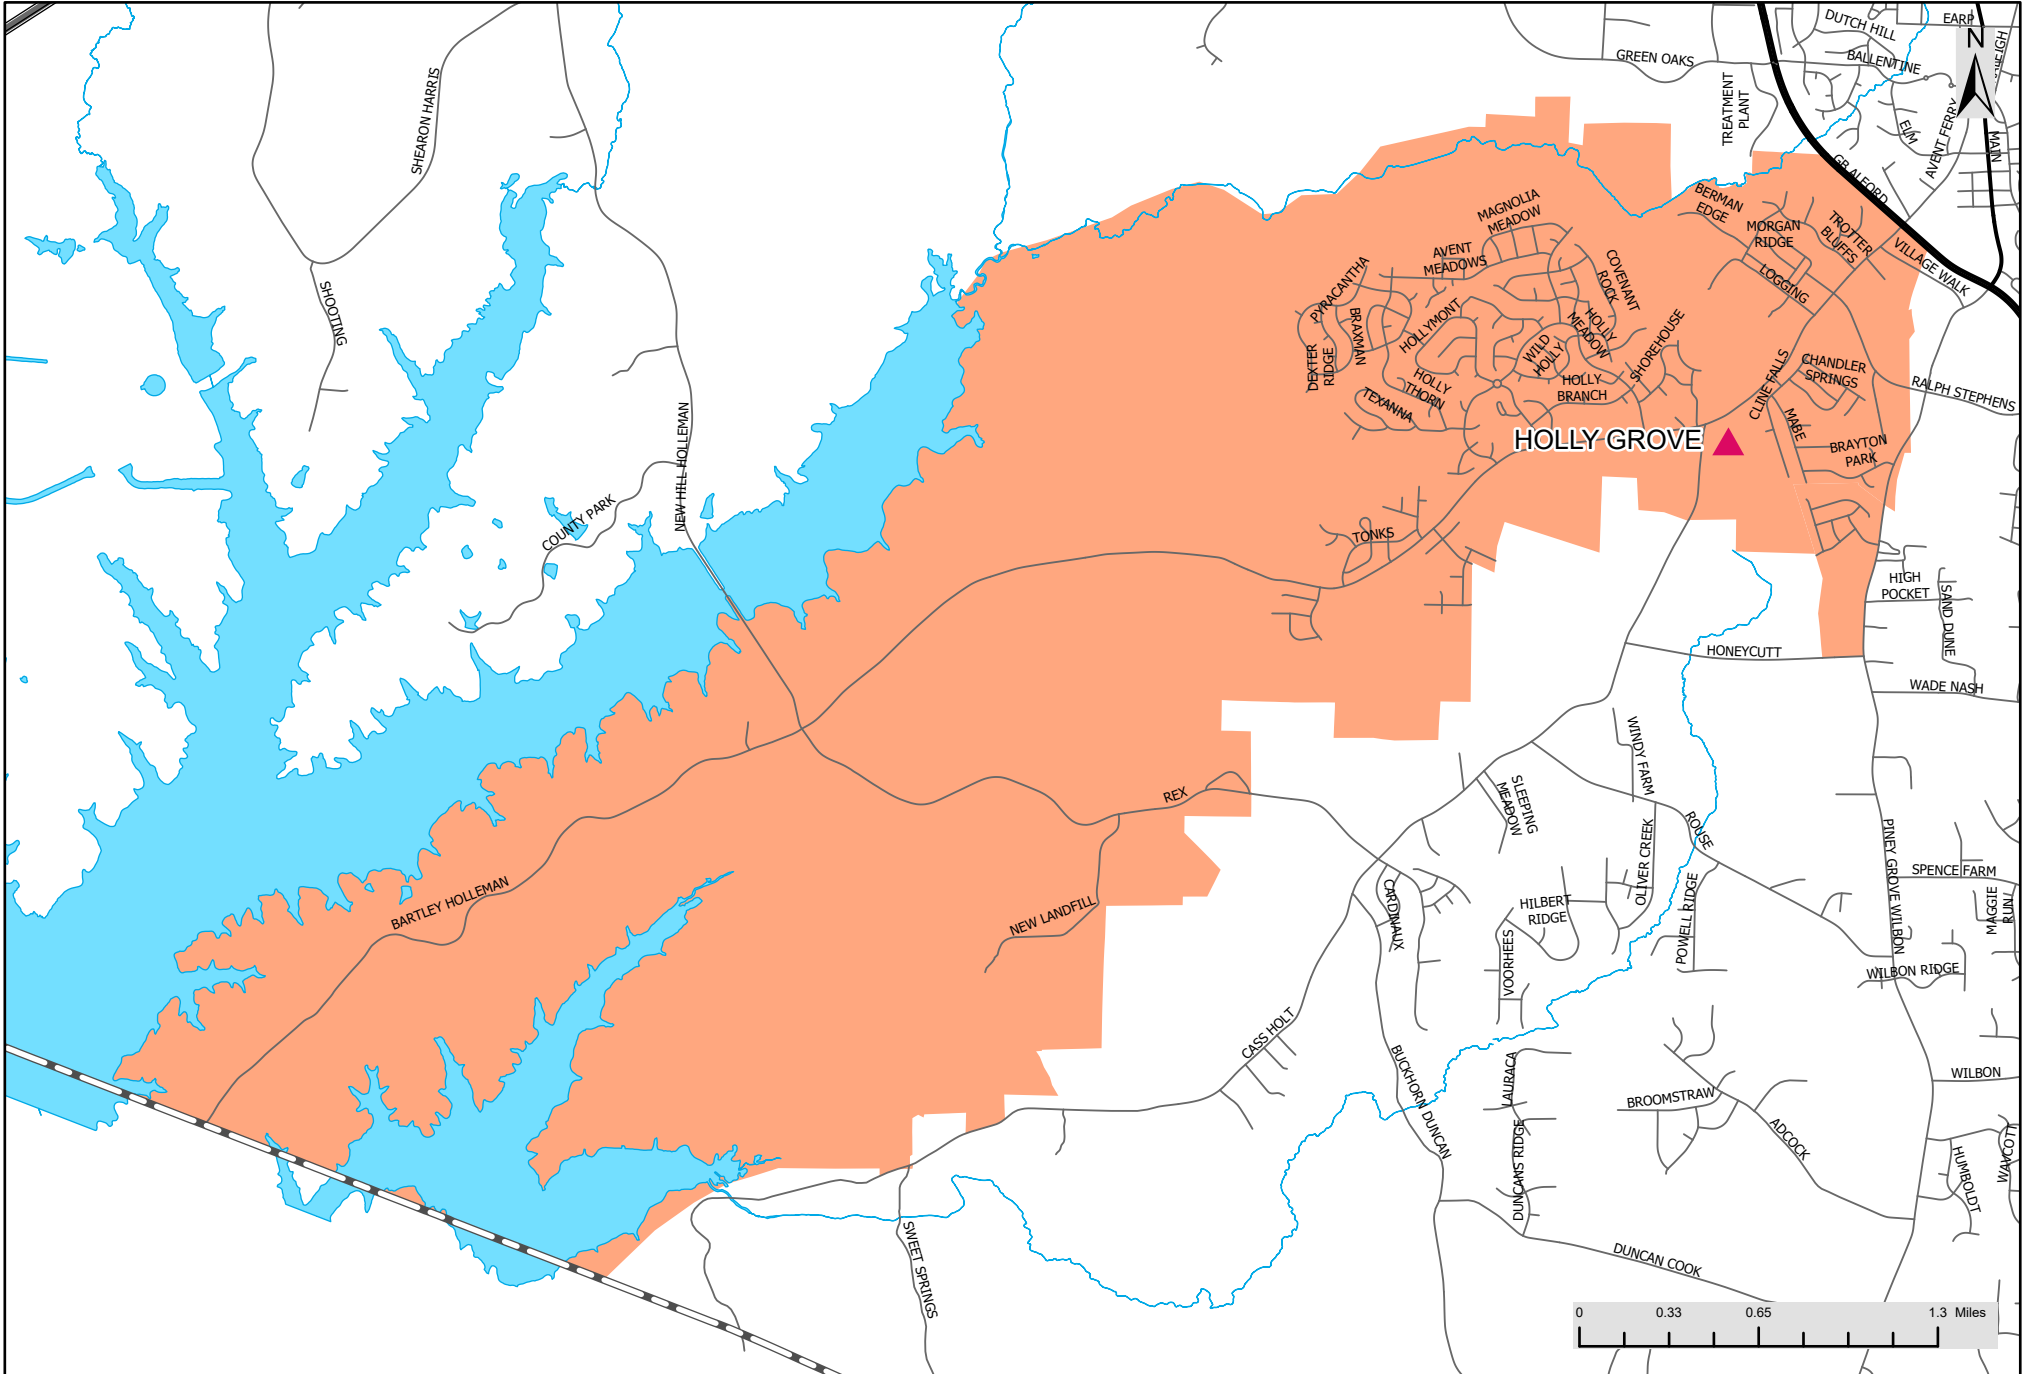 DUTCH HILL
EARP
N
GREEN OAKS
BALLENTINE
TREATMENT
PLANT
ELM
AVENT FERRY
MAIN
SHEARON HARRIS
GB ALFORD
BERMAN
EDGE
MAGNOLIA
MEADOW
MORGAN
RIDGE
TROTTER
BLUFFS
VILLAGE WALK
AVENT
MEADOWS
COVENANT
ROCK
LOGGING
PYRACANTHA
SHOOTING
BRAXMAN
HOLLYMONT
HOLLY
MEADOW
SHOREHOUSE
WILD
HOLLY
DEXTER
RIDGE
CLINE FALLS
CHANDLER
SPRINGS
RALPH STEPHENS
HOLLY
THORN
HOLLY
BRANCH
TEXANNA
MABE
HOLLY GROVE
BRAYTON
PARK
NEW HILL HOLLEMAN
COUNTY PARK
TONKS
HIGH
POCKET
SAND DUNE
HONEYCUTT
WADE NASH
WINDY FARM
SLEEPING
MEADOW
REX
ROUSE
OLIVER CREEK
PINEY GROVE WILBON
SPENCE FARM
MAGGIE
RUN
BARTLEY HOLLEMAN
NEW LANDFILL
CARDINAUX
HILBERT
RIDGE
POWELL RIDGE
VOORHEES
WILBON RIDGE
CASS HOLT
BUCKHORN DUNCAN
LAURACA
WILBON
BROOMSTRAW
ADCOCK
DUNCANS RIDGE
HUMBOLDT
WAYCOTT
SWEET SPRINGS
DUNCAN COOK
0 0.33 0.65 1.3 Miles